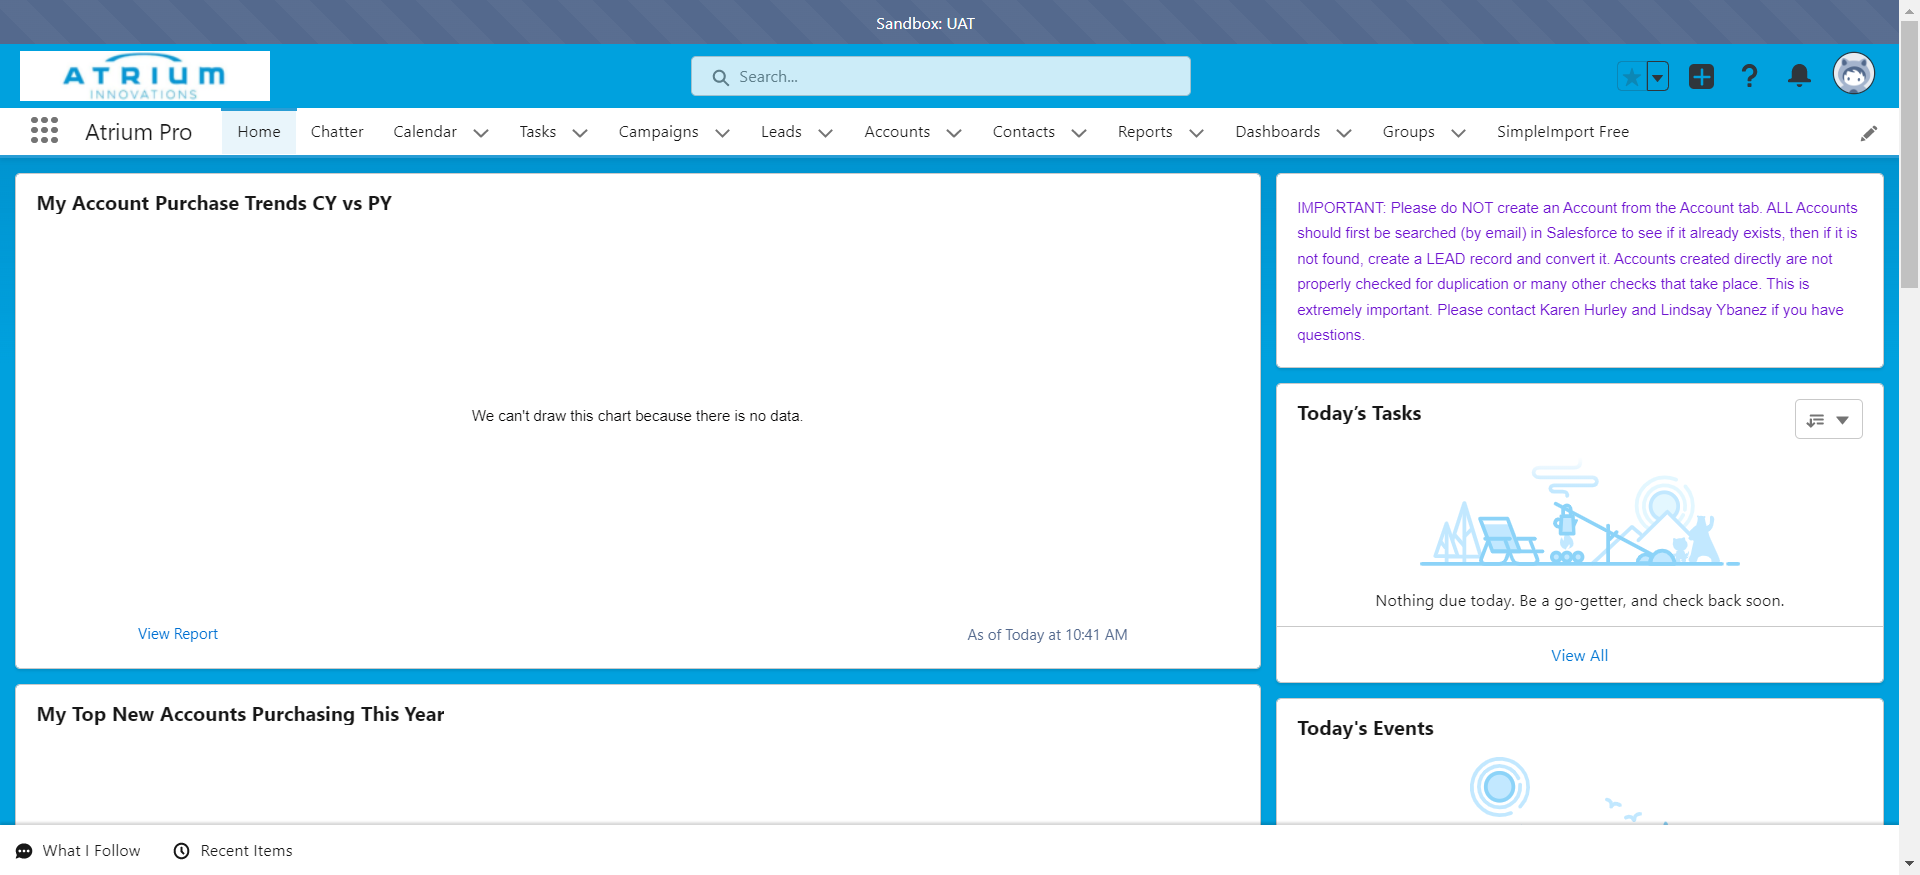 Sandbox: UAT
ATRIUM
INNOVATIONS
Search...
Atrium Pro
Home
Chatter
Calendar
Tasks
Campaigns
Leads
Accounts
Contacts
Reports
Dashboards
Groups
SimpleImport Free
My Account Purchase Trends CY vs PY
We can't draw this chart because there is no data.
View Report
As of Today at 10:41 AM
My Top New Accounts Purchasing This Year
IMPORTANT: Please do NOT create an Account from the Account tab. ALL Accounts
should first be searched (by email) in Salesforce to see if it already exists, then if it is
not found, create a LEAD record and convert it. Accounts created directly are not
properly checked for duplication or many other checks that take place. This is
extremely important. Please contact Karen Hurley and Lindsay Ybanez if you have
questions.
Today’s Tasks
Nothing due today. Be a go-getter, and check back soon.
View All
Today's Events
What I Follow
Recent Items